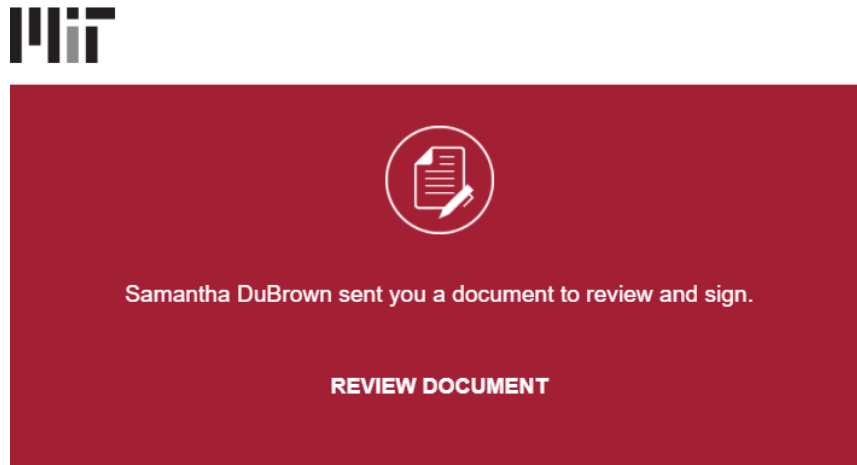 MiT
Samantha DuBrown sent you a document to review and sign.
REVIEW DOCUMENT